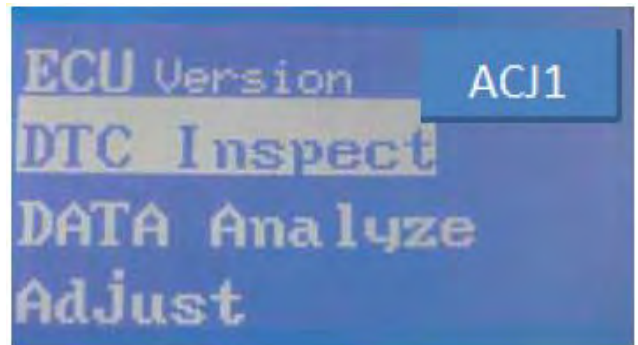 ECU Version
ACJ1
DTC Inspect
DATA Analyze
Adjust